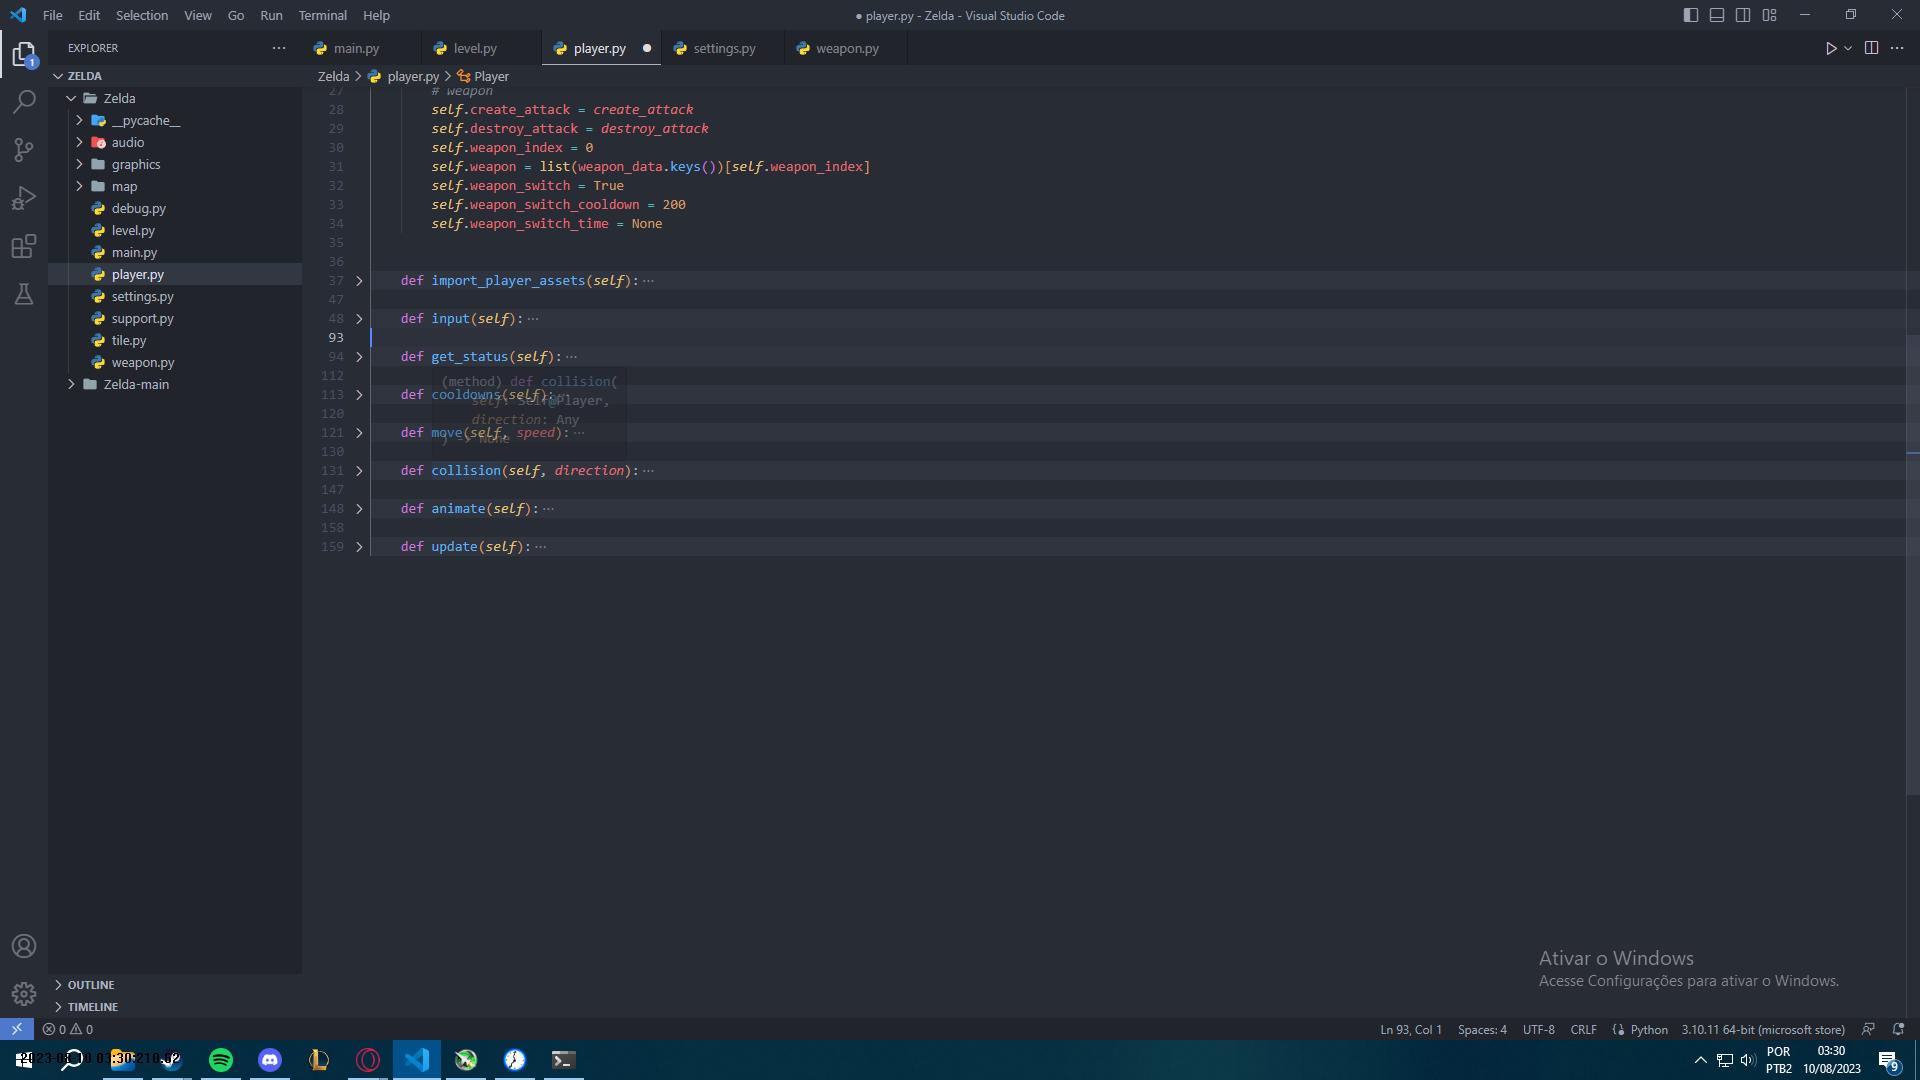 File Edit Selection View Go Run Terminal Help
● player.py - Zelda - Visual Studio Code
EXPLORER
main.py level.py player.py settings.py weapon.py
ZELDA
Zelda > player.py > Player
Zelda
__pycache__
audio
graphics
map
debug.py
level.py
main.py
player.py
settings.py
support.py
tile.py
weapon.py
Zelda-main
27 # weapon
28 self.create_attack = create_attack
29 self.destroy_attack = destroy_attack
30 self.weapon_index = 0
31 self.weapon = list(weapon_data.keys())[self.weapon_index]
32 self.weapon_switch = True
33 self.weapon_switch_cooldown = 200
34 self.weapon_switch_time = None
35
36
37 def import_player_assets(self):···
47
48 def input(self):···
93
94 def get_status(self):···
112
113 def cooldowns(self):···
120
121 def move(self, speed):···
130
131 def collision(self, direction):···
147
148 def animate(self):···
158
159 def update(self):···
(method) def collision(
self: Self@Player,
direction: Any
) -> None
Ativar o Windows
Acesse Configurações para ativar o Windows.
OUTLINE
TIMELINE
1
0 0
Ln 93, Col 1 Spaces: 4 UTF-8 CRLF Python 3.10.11 64-bit (microsoft store)
POR
PTB2
03:30
10/08/2023
9